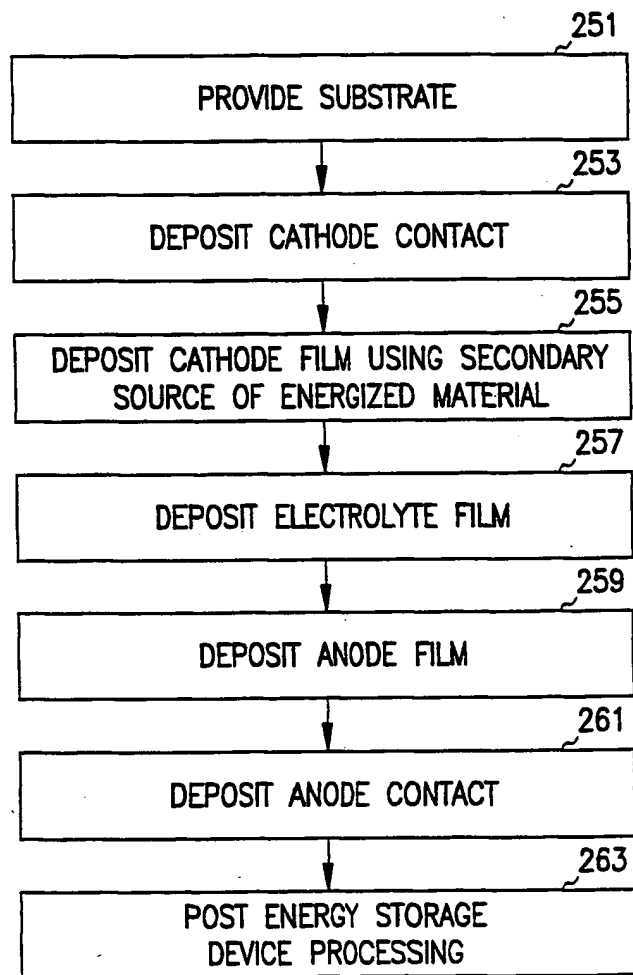 251
PROVIDE SUBSTRATE
253
DEPOSIT CATHODE CONTACT
255
DEPOSIT CATHODE FILM USING SECONDARY
SOURCE OF ENERGIZED MATERIAL
257
DEPOSIT ELECTROLYTE FILM
259
DEPOSIT ANODE FILM
261
DEPOSIT ANODE CONTACT
263
POST ENERGY STORAGE
DEVICE PROCESSING